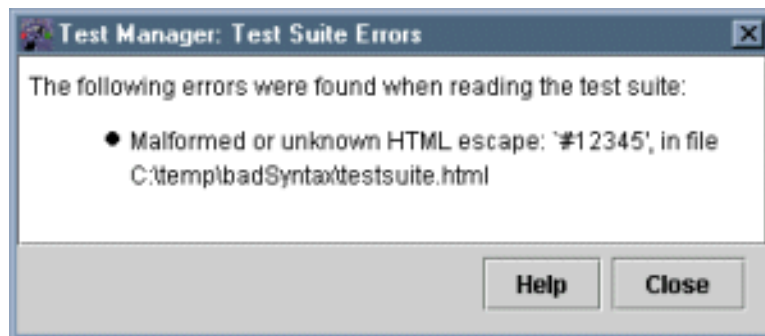 Test Manager: Test Suite Errors
The following errors were found when reading the test suite:
● Malformed or unknown HTML escape: `#12345', in file
C:\temp\badSyntax\testsuite.html
Help Close